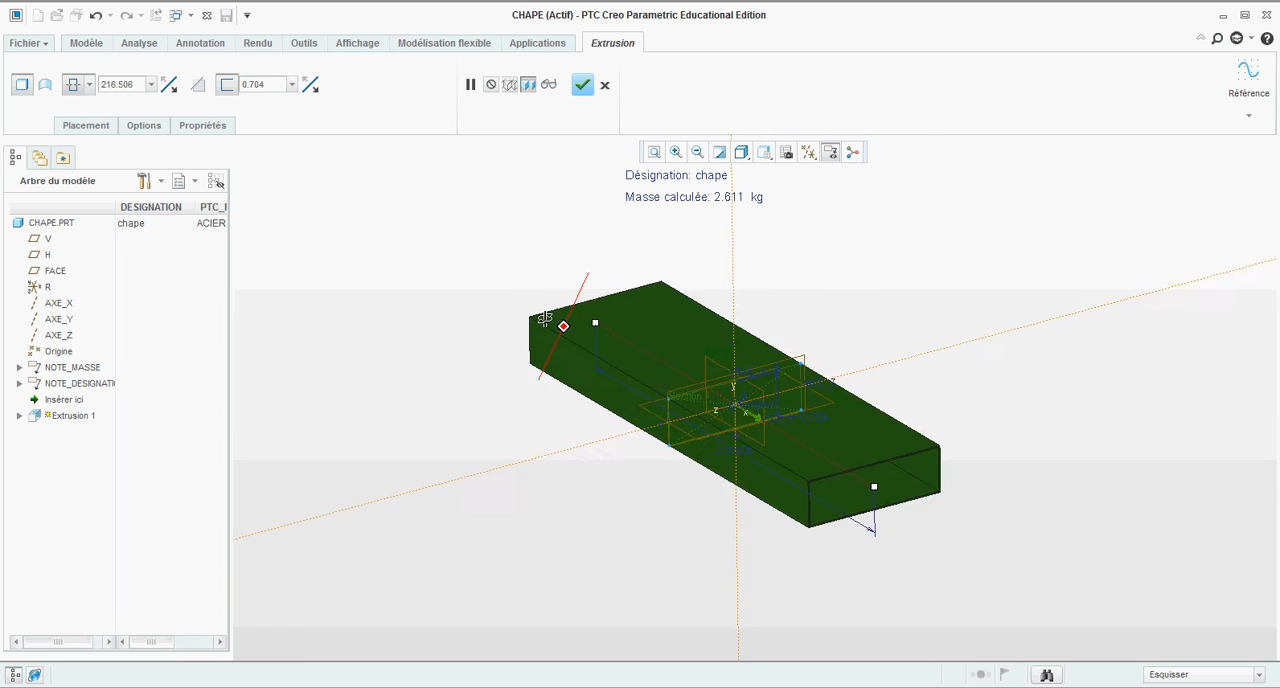 CHAPE (Actif) - PTC Creo Parametric Educational Edition
Fichier Modèle Analyse Annotation Rendu Outils Affichage Modélisation flexible Applications Extrusion
216.506 0.704
Référence
Placement Options Propriétés
Arbre du modèle
Désignation: chape
Masse calculée: 2.611 kg
DESIGNATION PTC_M
CHAPE.PRT chape ACIER
V
H
FACE
R
AXE_X
AXE_Y
AXE_Z
Origine
NOTE_MASSE
NOTE_DESIGNATI
Insérer ici
Extrusion 1
Y
Z X
Esquisser